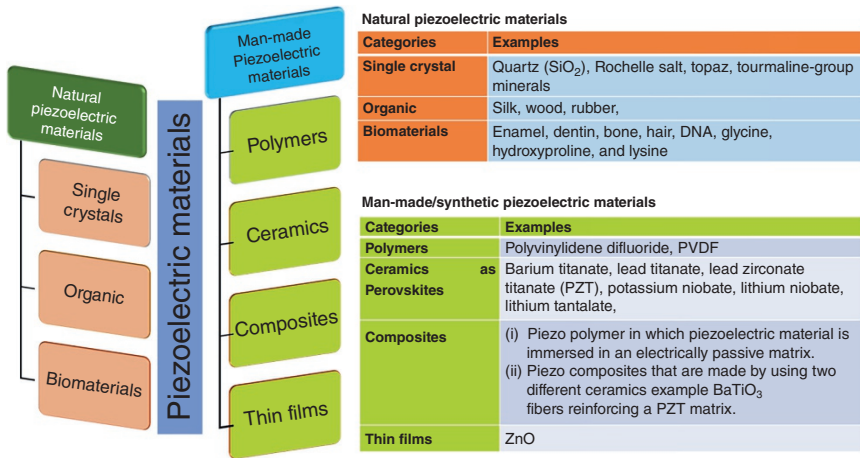 Natural
piezoelectric
materials
Single
crystals
Organic
Biomaterials
Piezoelectric materials
Man-made
Piezoelectric
materials
Polymers
Ceramics
Composites
Thin films
Natural piezoelectric materials
Categories Examples
Single crystal Quartz (SiO₂), Rochelle salt, topaz, tourmaline-group
minerals
Organic Silk, wood, rubber,
Biomaterials Enamel, dentin, bone, hair, DNA, glycine,
hydroxyproline, and lysine
Man-made/synthetic piezoelectric materials
Categories Examples
Polymers Polyvinylidene difluoride, PVDF
Ceramics as Barium titanate, lead titanate, lead zirconate
Perovskites titanate (PZT), potassium niobate, lithium niobate,
lithium tantalate,
Composites (i) Piezo polymer in which piezoelectric material is
immersed in an electrically passive matrix.
(ii) Piezo composites that are made by using two
different ceramics example BaTiO₃
fibers reinforcing a PZT matrix.
Thin films ZnO